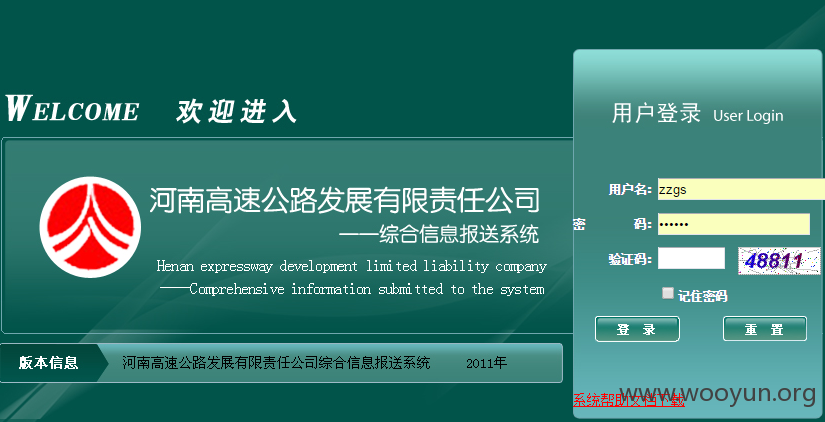 WELCOME 欢迎进入
河南高速公路发展有限责任公司
——综合信息报送系统
Henan expressway development limited liability company
——Comprehensive information submitted to the system
版本信息 河南高速公路发展有限责任公司综合信息报送系统 2011年
用户登录 User Login
用户名: zzgs
密 码: ••••••
验证码: 48811
记住密码
登 录 重 置
系统帮助文档下载
www.wooyun.org